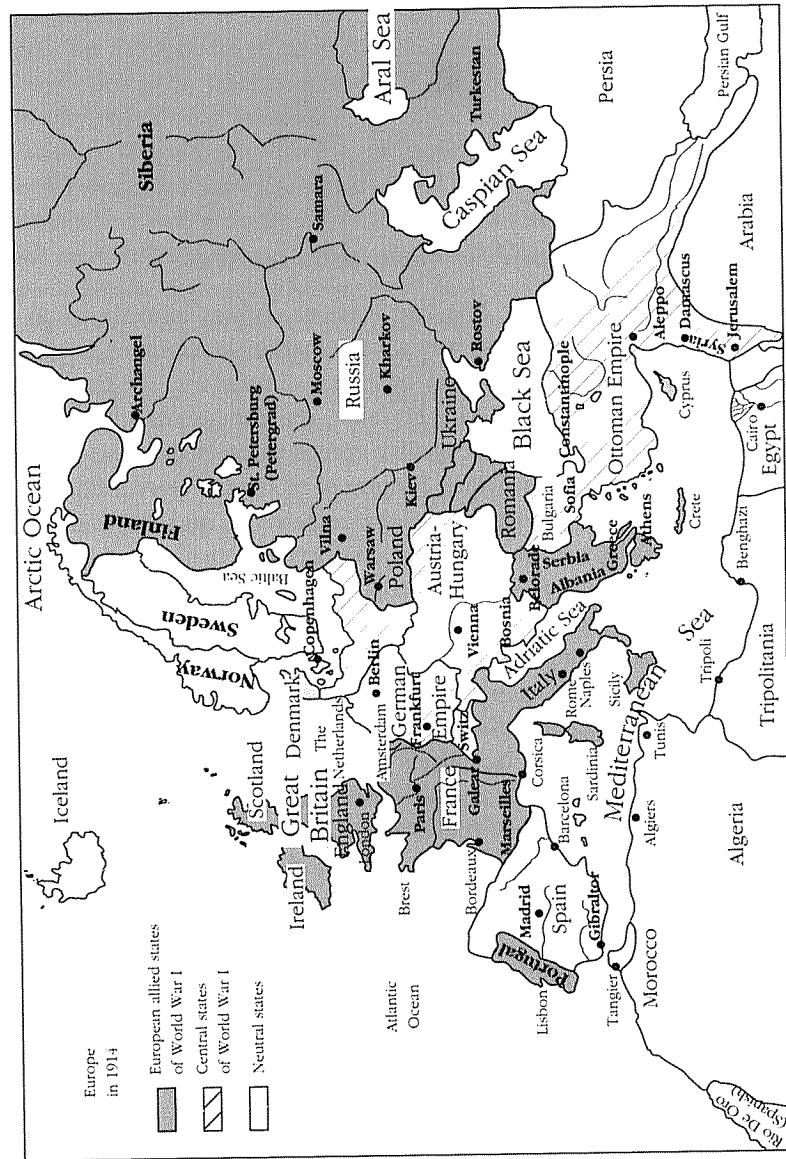 Europe
in 1914
European allied states
of World War I
Central states
of World War I
Neutral states
Iceland
Arctic Ocean
Norway
Sweden
Finland
Archangel
Siberia
Baltic Sea
St. Petersburg
(Petergrad)
Scotland
Denmark
Copenhagen
Vilna
Moscow
Samara
Ireland
Great
Britain
England
London
The
Netherlands
Amsterdam
Berlin
Warsaw
Poland
Russia
Kharkov
Aral Sea
Atlantic
Ocean
Brest
Paris
France
German
Empire
Frankfurt
Kiev
Ukraine
Rostov
Caspian Sea
Turkestan
Bordeaux
Galear
Switz
Vienna
Austria-
Hungary
Romania
Marseilles
Bosnia
Belorade
Serbia
Albania
Bulgaria
Sofia
Black Sea
Constantinople
Lisbon
Portugal
Madrid
Spain
Gibraltor
Barcelona
Corsica
Sardinia
Italy
Rome
Naples
Adriatic Sea
Sicily
Greece
Athens
Ottoman Empire
Persia
Tangier
Morocco
Algiers
Tunis
Mediterranean
Sea
Crete
Cyprus
Aleppo
Damascus
Syria
Jerusalem
Arabia
Persian Gulf
Rio De Oro
(Spanish)
Algeria
Tripoli
Tripolitania
Benghazi
Cairo
Egypt